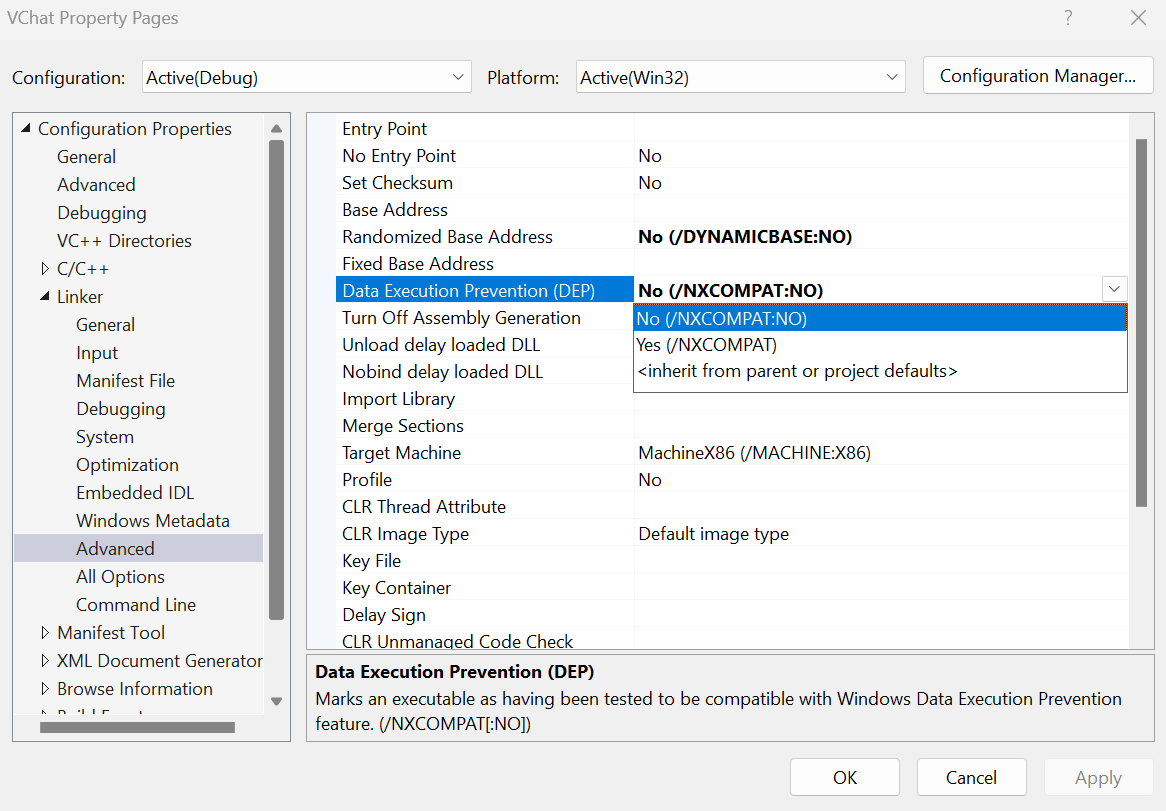 VChat Property Pages
?
Configuration: Active(Debug) Platform: Active(Win32) Configuration Manager...
Configuration Properties
General
Advanced
Debugging
VC++ Directories
C/C++
Linker
General
Input
Manifest File
Debugging
System
Optimization
Embedded IDL
Windows Metadata
Advanced
All Options
Command Line
Manifest Tool
XML Document Generator
Browse Information
Entry Point
No Entry Point No
Set Checksum No
Base Address
Randomized Base Address No (/DYNAMICBASE:NO)
Fixed Base Address
Data Execution Prevention (DEP) No (/NXCOMPAT:NO)
Turn Off Assembly Generation
Unload delay loaded DLL
Nobind delay loaded DLL
No (/NXCOMPAT:NO)
Yes (/NXCOMPAT)
<inherit from parent or project defaults>
Import Library
Merge Sections
Target Machine MachineX86 (/MACHINE:X86)
Profile No
CLR Thread Attribute
CLR Image Type Default image type
Key File
Key Container
Delay Sign
CLR Unmanaged Code Check
Data Execution Prevention (DEP)
Marks an executable as having been tested to be compatible with Windows Data Execution Prevention
feature. (/NXCOMPAT[:NO])
OK Cancel Apply